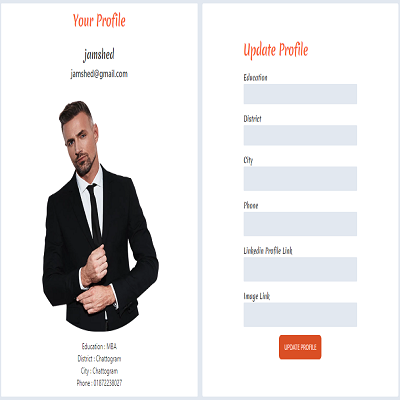 Your Profile
jamshed
jamshed@gmail.com
Education : MBA
District : Chattogram
City : Chattogram
Phone : 01872238027
Update Profile
Education
District
City
Phone
Linkedin Profile Link
Image Link
UPDATE PROFILE